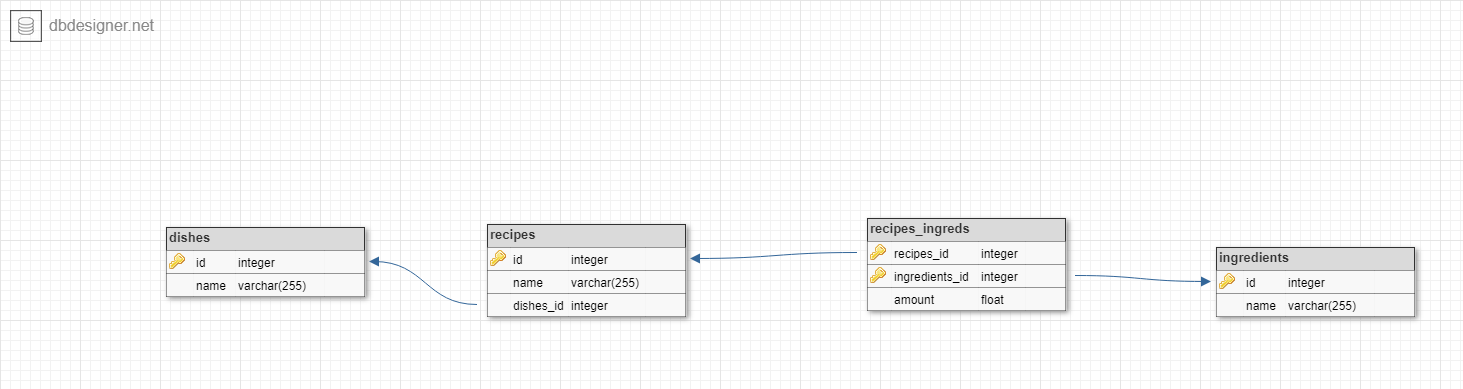 dbdesigner.net
dishes
id integer
name varchar(255)
recipes
id integer
name varchar(255)
dishes_id integer
recipes_ingreds
recipes_id integer
ingredients_id integer
amount float
ingredients
id integer
name varchar(255)